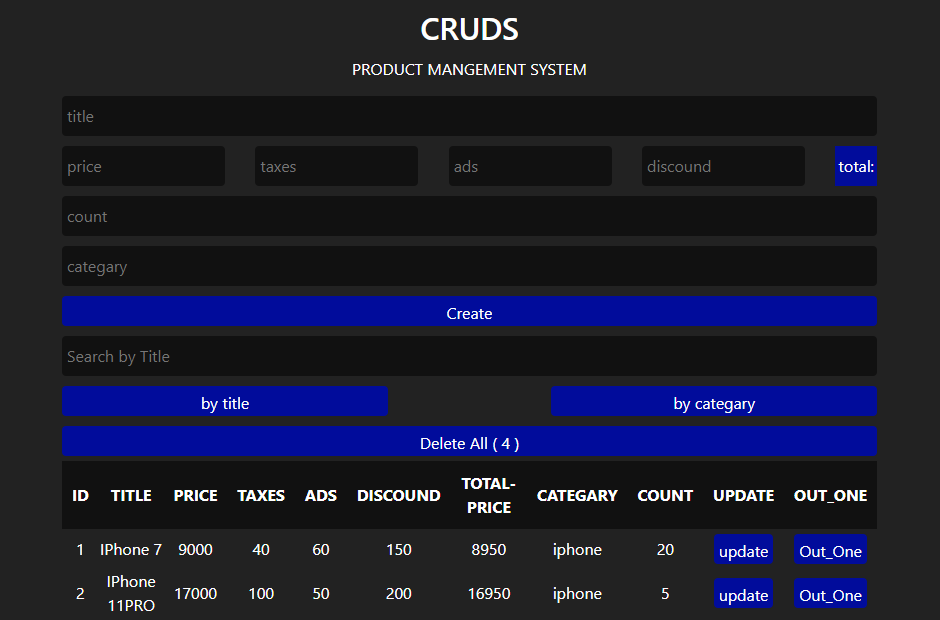 CRUDS
PRODUCT MANGEMENT SYSTEM
title
price taxes ads discound total:
count
categary
Create
Search by Title
by title by categary
Delete All ( 4 )
ID TITLE PRICE TAXES ADS DISCOUND TOTAL-PRICE CATEGARY COUNT UPDATE OUT_ONE
1 IPhone 7 9000 40 60 150 8950 iphone 20 update Out_One
2 IPhone 11PRO 17000 100 50 200 16950 iphone 5 update Out_One